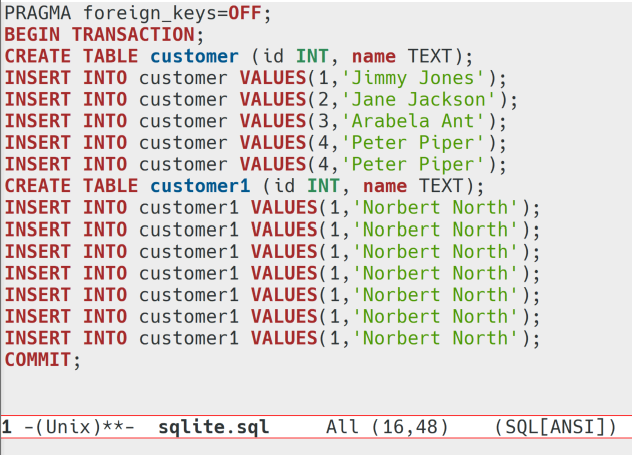 PRAGMA foreign_keys=OFF;
BEGIN TRANSACTION;
CREATE TABLE customer (id INT, name TEXT);
INSERT INTO customer VALUES(1,'Jimmy Jones');
INSERT INTO customer VALUES(2,'Jane Jackson');
INSERT INTO customer VALUES(3,'Arabela Ant');
INSERT INTO customer VALUES(4,'Peter Piper');
INSERT INTO customer VALUES(4,'Peter Piper');
CREATE TABLE customer1 (id INT, name TEXT);
INSERT INTO customer1 VALUES(1,'Norbert North');
INSERT INTO customer1 VALUES(1,'Norbert North');
INSERT INTO customer1 VALUES(1,'Norbert North');
INSERT INTO customer1 VALUES(1,'Norbert North');
INSERT INTO customer1 VALUES(1,'Norbert North');
INSERT INTO customer1 VALUES(1,'Norbert North');
INSERT INTO customer1 VALUES(1,'Norbert North');
COMMIT;
1 -(Unix)**-  sqlite.sql     All (16,48)    (SQL[ANSI])